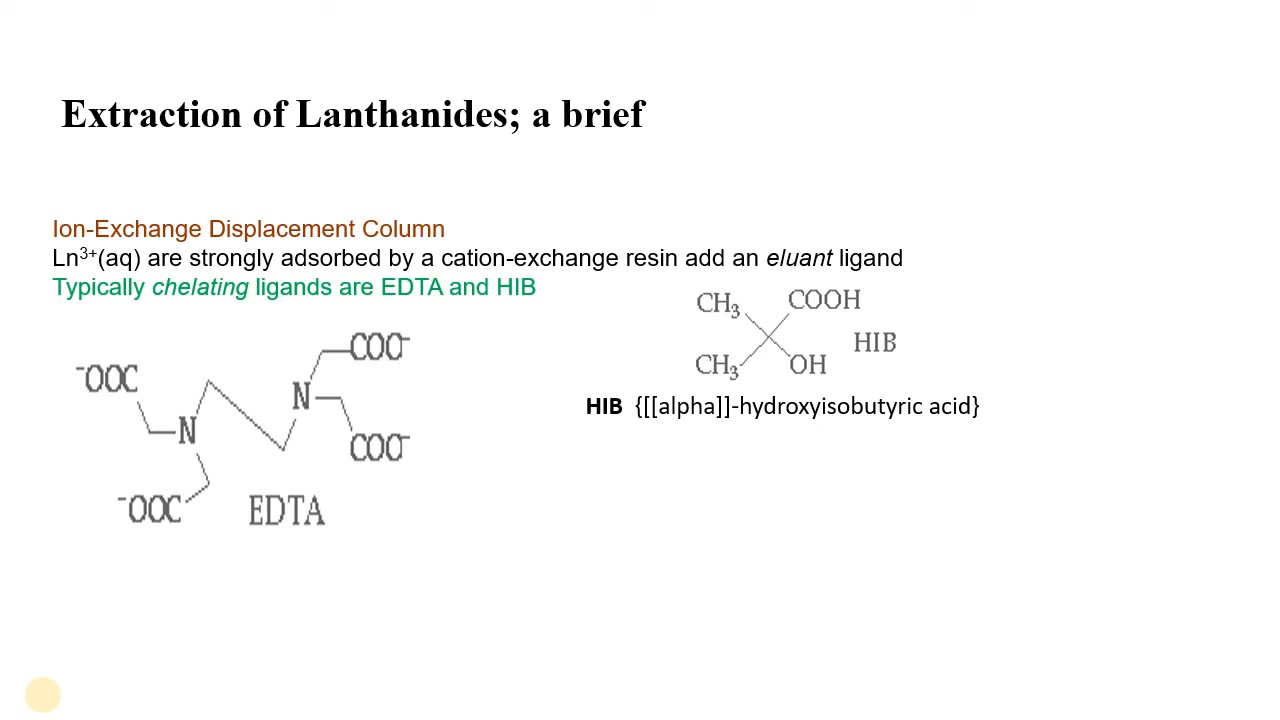 Extraction of Lanthanides; a brief
Ion-Exchange Displacement Column
Ln³⁺(aq) are strongly adsorbed by a cation-exchange resin add an eluant ligand
Typically chelating ligands are EDTA and HIB
CH₃ COOH
HIB
CH₃ OH
HIB {[[alpha]]-hydroxyisobutyric acid}
COO⁻
⁻OOC
N
N
COO⁻
⁻OOC
EDTA